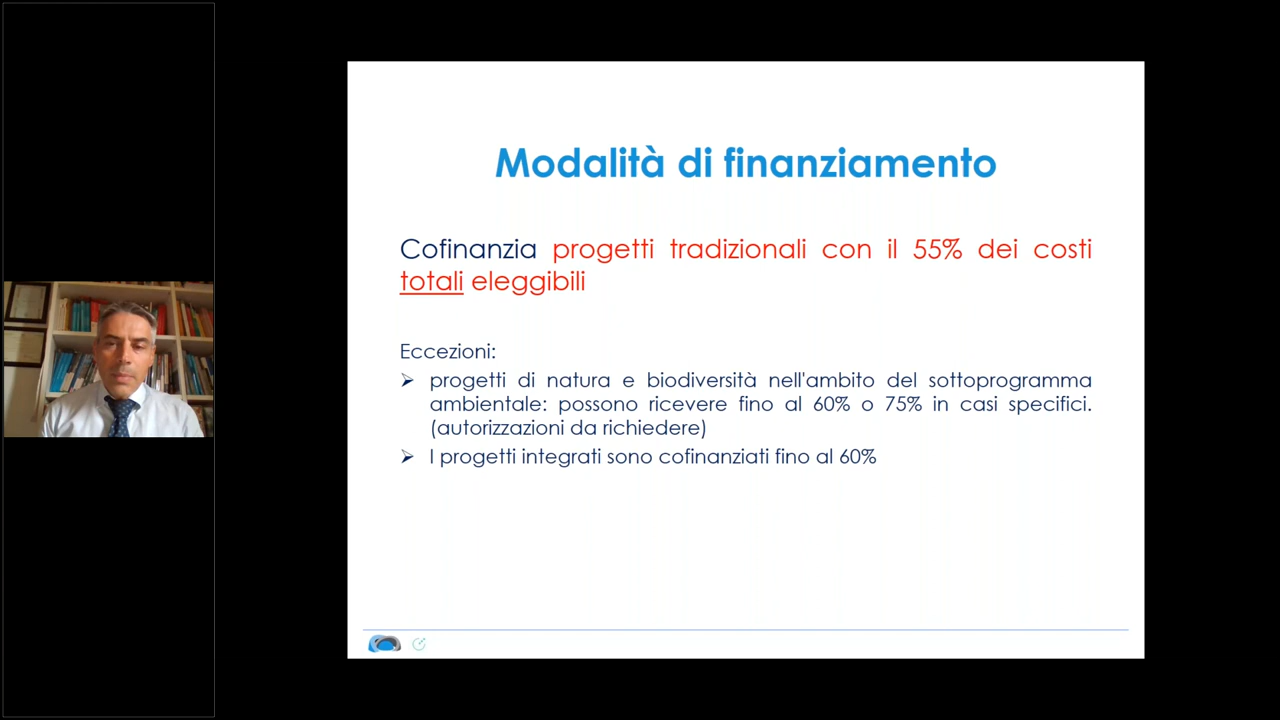 Modalità di finanziamento
Cofinanzia progetti tradizionali con il 55% dei costi
totali eleggibili
Eccezioni:
➢ progetti di natura e biodiversità nell'ambito del sottoprogramma
ambientale: possono ricevere fino al 60% o 75% in casi specifici.
(autorizzazioni da richiedere)
➢ I progetti integrati sono cofinanziati fino al 60%